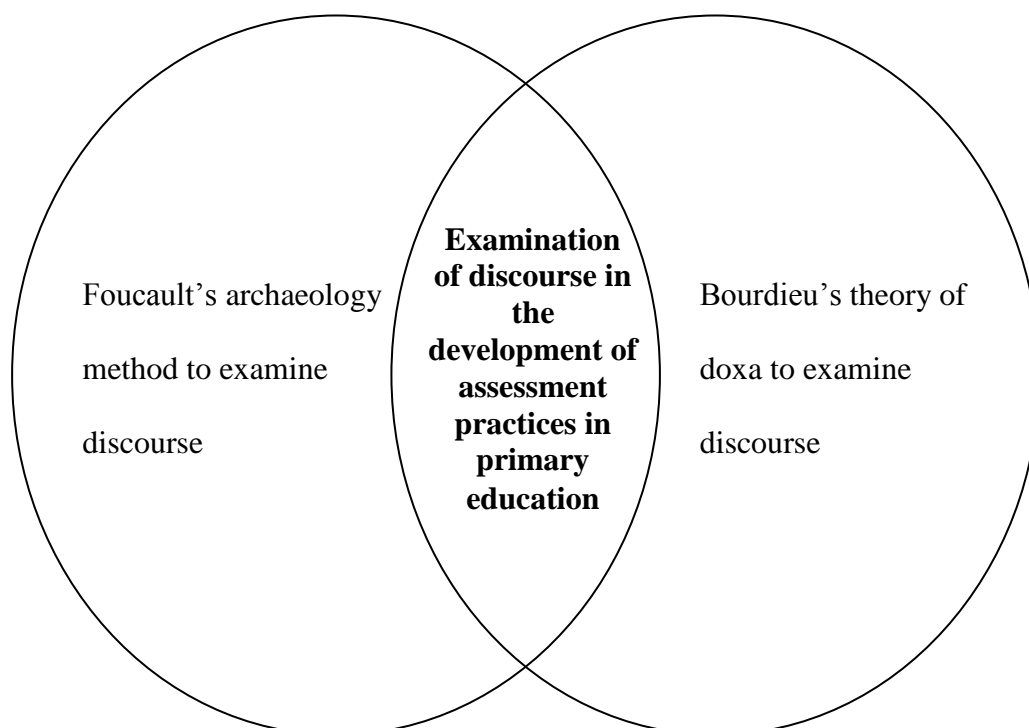 Foucault’s archaeology
method to examine
discourse
Examination
of discourse in
the
development of
assessment
practices in
primary
education
Bourdieu’s theory of
doxa to examine
discourse